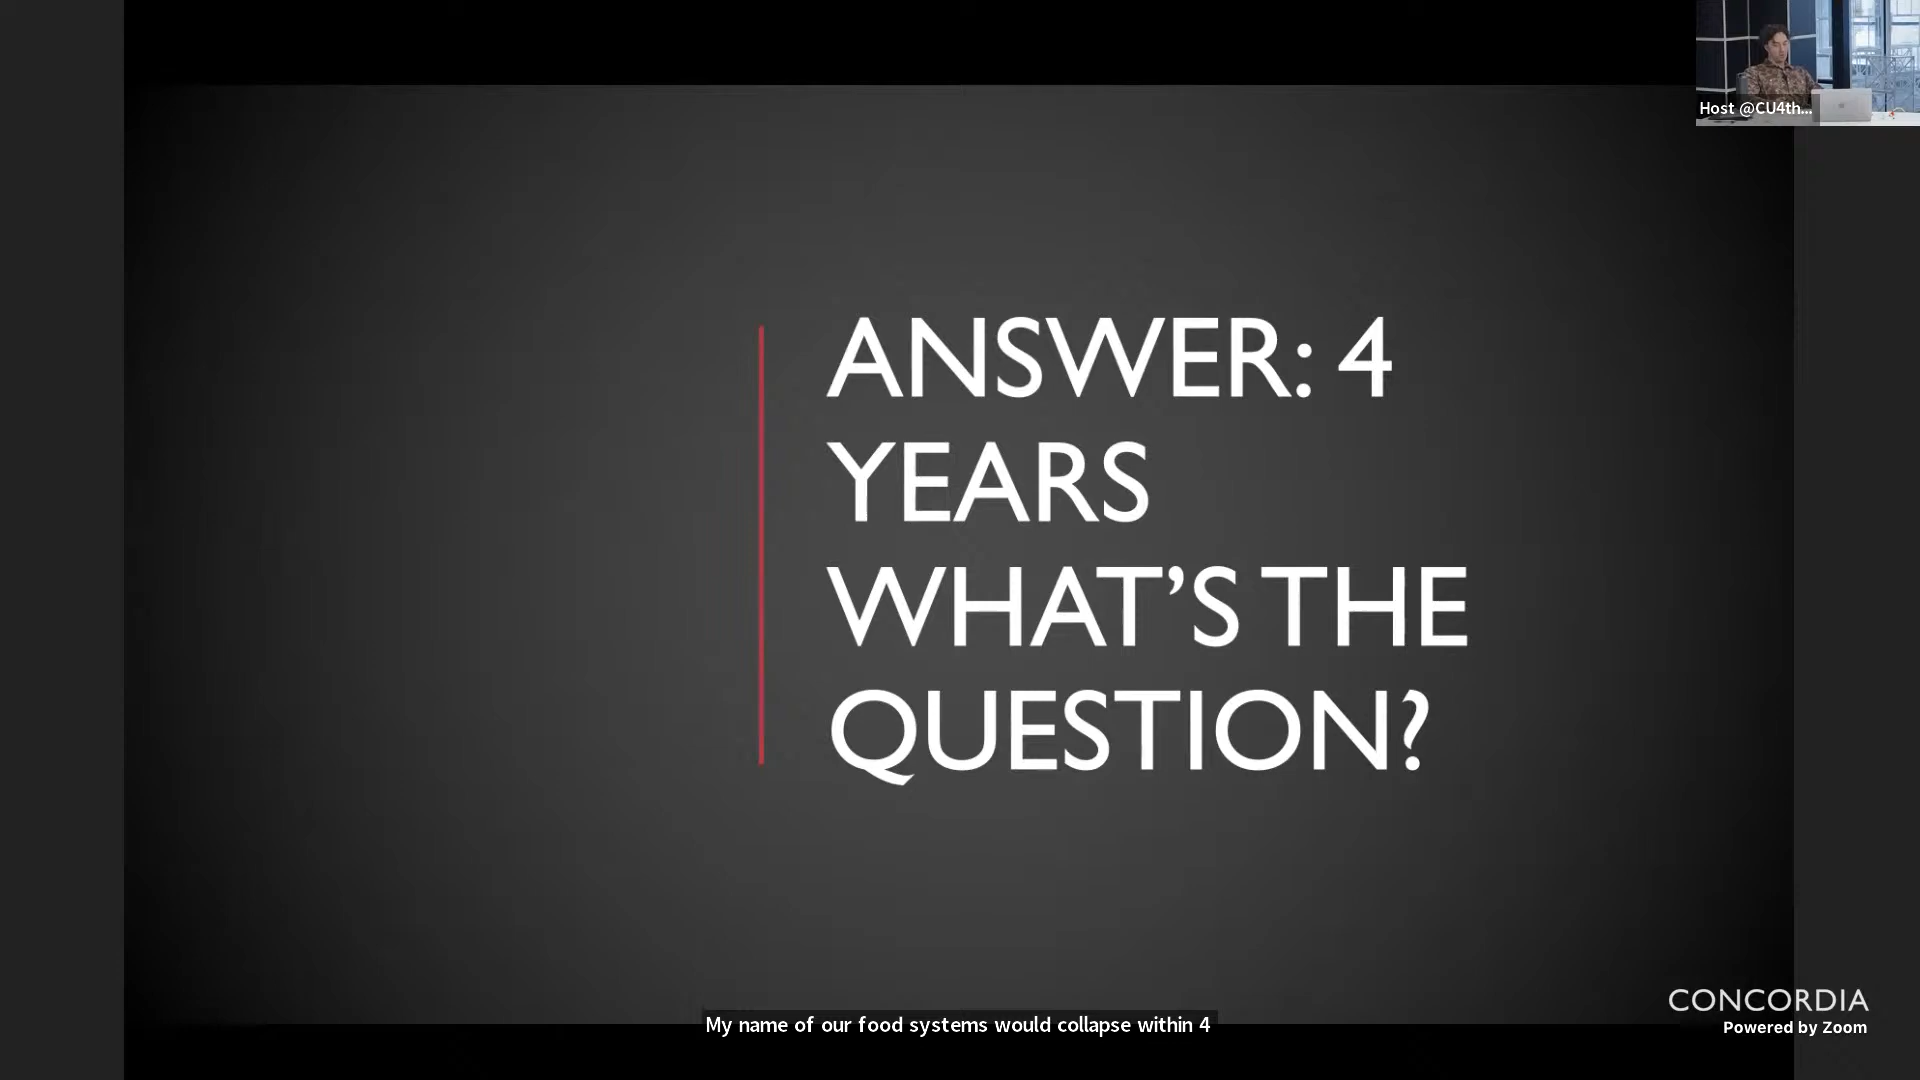 Host @CU4th...
ANSWER: 4
YEARS
WHAT’S THE
QUESTION?
My name of our food systems would collapse within 4
CONCORDIA
Powered by Zoom